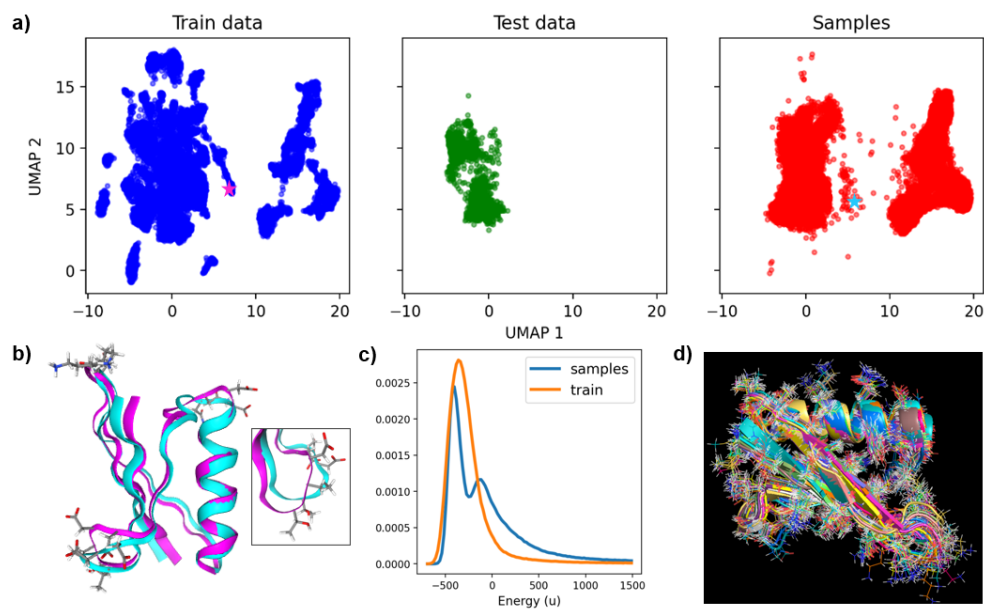 a)
Train data
Test data
Samples
UMAP 2
15
10
5
0
−10 0 10 20
−10 0 10 20
−10 0 10 20
UMAP 1
b)
c)
d)
samples
train
0.0025
0.0020
0.0015
0.0010
0.0005
0.0000
−500 0 500 1000 1500
Energy (u)